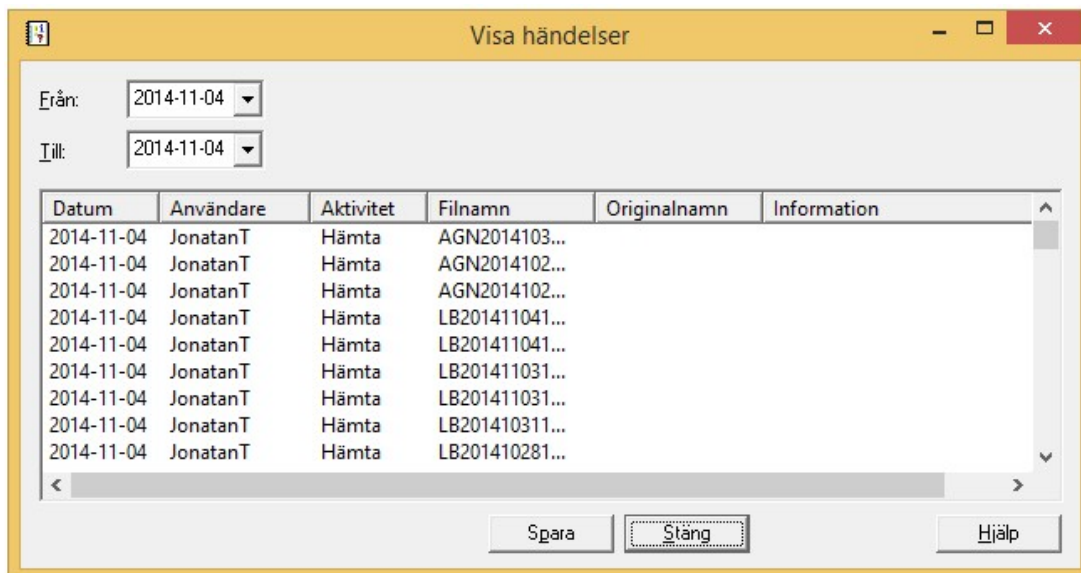 Visa händelser
Från: 2014-11-04
Till: 2014-11-04
Datum Användare Aktivitet Filnamn Originalnamn Information
2014-11-04 JonatanT Hämta AGN2014103...
2014-11-04 JonatanT Hämta AGN2014102...
2014-11-04 JonatanT Hämta AGN2014102...
2014-11-04 JonatanT Hämta LB201411041...
2014-11-04 JonatanT Hämta LB201411041...
2014-11-04 JonatanT Hämta LB201411031...
2014-11-04 JonatanT Hämta LB201411031...
2014-11-04 JonatanT Hämta LB201410311...
2014-11-04 JonatanT Hämta LB201410281...
Spara Stäng Hjälp